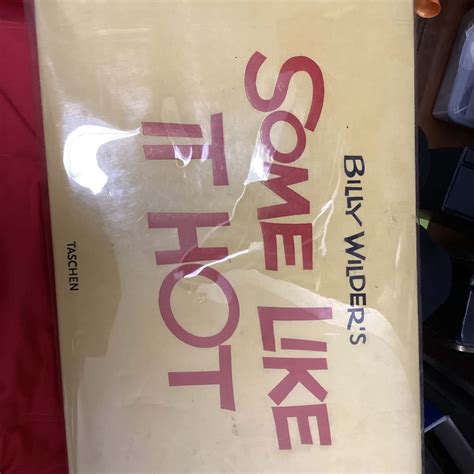 BILLY WILDER'S
SOME LIKE
IT HOT
TASCHEN